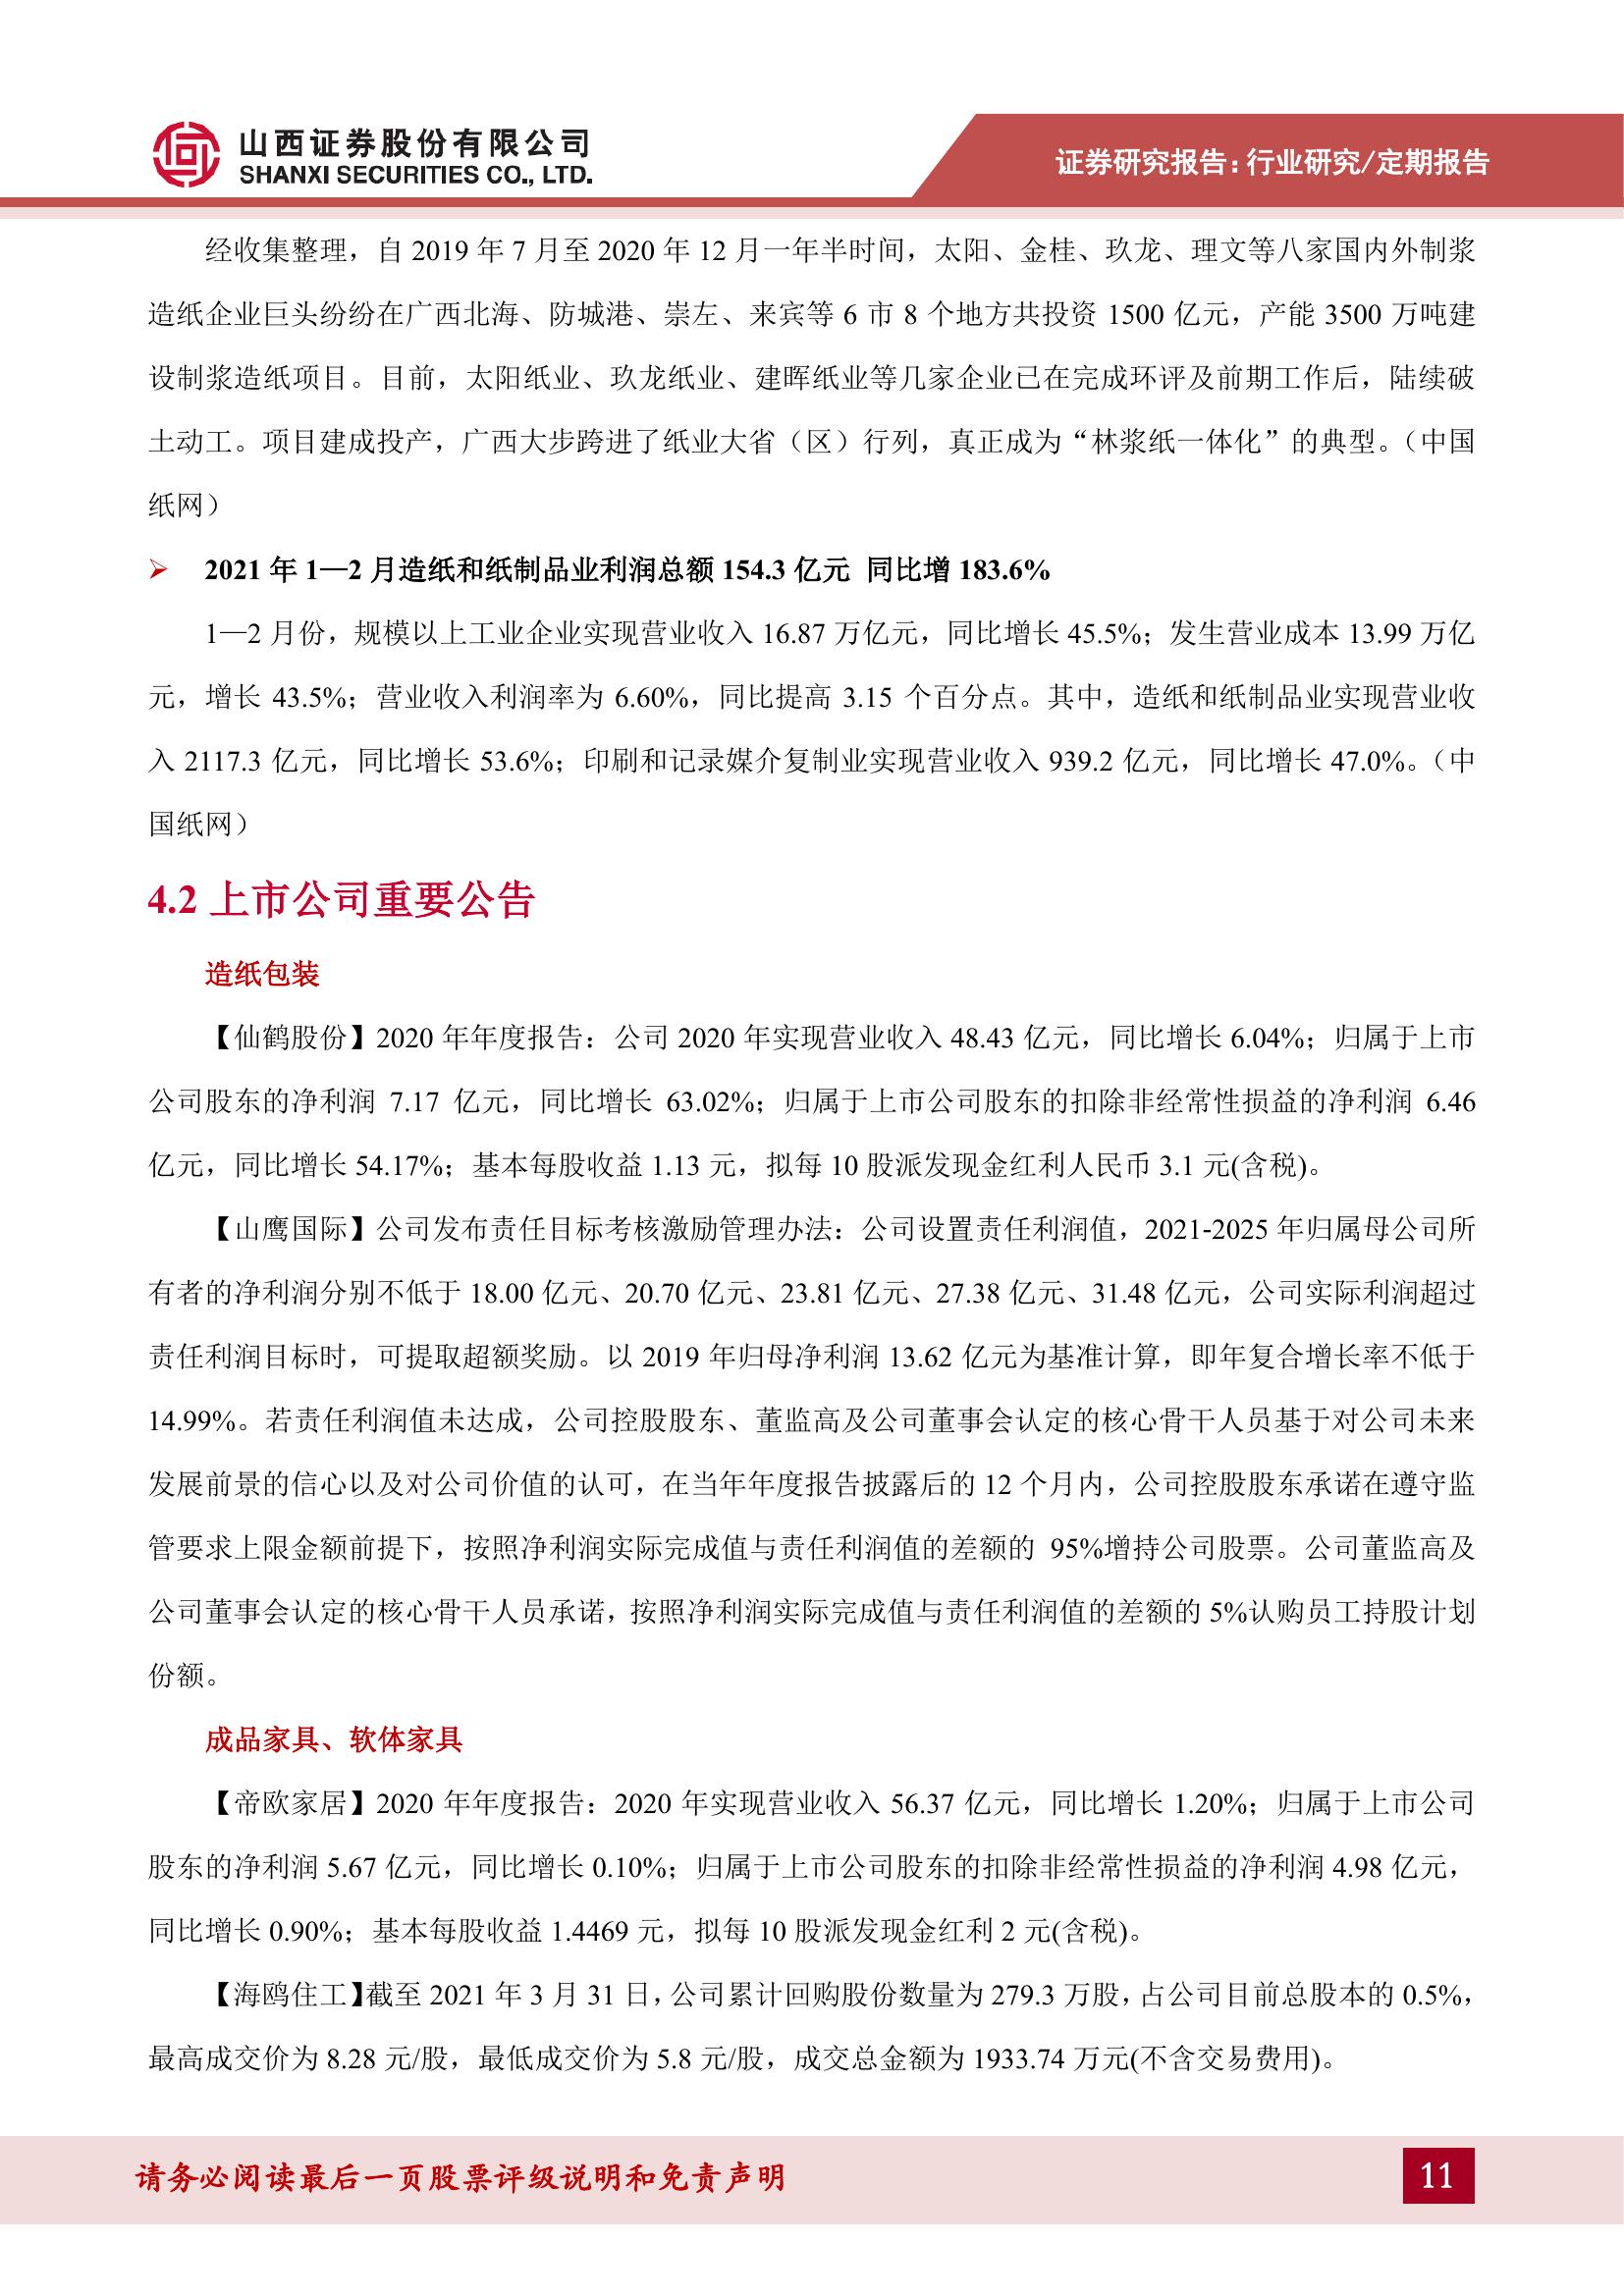 山西证券股份有限公司
SHANXI SECURITIES CO., LTD.
证券研究报告:行业研究/定期报告
经收集整理，自 2019 年 7 月至 2020 年 12 月一年半时间，太阳、金桂、玖龙、理文等八家国内外制浆
造纸企业巨头纷纷在广西北海、防城港、崇左、来宾等 6 市 8 个地方共投资 1500 亿元，产能 3500 万吨建
设制浆造纸项目。目前，太阳纸业、玖龙纸业、建晖纸业等几家企业已在完成环评及前期工作后，陆续破
土动工。项目建成投产，广西大步跨进了纸业大省（区）行列，真正成为“林浆纸一体化”的典型。（中国
纸网）
➢ 2021 年 1—2 月造纸和纸制品业利润总额 154.3 亿元 同比增 183.6%
1—2 月份，规模以上工业企业实现营业收入 16.87 万亿元，同比增长 45.5%；发生营业成本 13.99 万亿
元，增长 43.5%；营业收入利润率为 6.60%，同比提高 3.15 个百分点。其中，造纸和纸制品业实现营业收
入 2117.3 亿元，同比增长 53.6%；印刷和记录媒介复制业实现营业收入 939.2 亿元，同比增长 47.0%。（中
国纸网）
4.2 上市公司重要公告
造纸包装
【仙鹤股份】2020 年年度报告：公司 2020 年实现营业收入 48.43 亿元，同比增长 6.04%；归属于上市
公司股东的净利润 7.17 亿元，同比增长 63.02%；归属于上市公司股东的扣除非经常性损益的净利润 6.46
亿元，同比增长 54.17%；基本每股收益 1.13 元，拟每 10 股派发现金红利人民币 3.1 元(含税)。
【山鹰国际】公司发布责任目标考核激励管理办法：公司设置责任利润值，2021-2025 年归属母公司所
有者的净利润分别不低于 18.00 亿元、20.70 亿元、23.81 亿元、27.38 亿元、31.48 亿元，公司实际利润超过
责任利润目标时，可提取超额奖励。以 2019 年归母净利润 13.62 亿元为基准计算，即年复合增长率不低于
14.99%。若责任利润值未达成，公司控股股东、董监高及公司董事会认定的核心骨干人员基于对公司未来
发展前景的信心以及对公司价值的认可，在当年年度报告披露后的 12 个月内，公司控股股东承诺在遵守监
管要求上限金额前提下，按照净利润实际完成值与责任利润值的差额的 95%增持公司股票。公司董监高及
公司董事会认定的核心骨干人员承诺，按照净利润实际完成值与责任利润值的差额的 5%认购员工持股计划
份额。
成品家具、软体家具
【帝欧家居】2020 年年度报告：2020 年实现营业收入 56.37 亿元，同比增长 1.20%；归属于上市公司
股东的净利润 5.67 亿元，同比增长 0.10%；归属于上市公司股东的扣除非经常性损益的净利润 4.98 亿元，
同比增长 0.90%；基本每股收益 1.4469 元，拟每 10 股派发现金红利 2 元(含税)。
【海鸥住工】截至 2021 年 3 月 31 日，公司累计回购股份数量为 279.3 万股，占公司目前总股本的 0.5%，
最高成交价为 8.28 元/股，最低成交价为 5.8 元/股，成交总金额为 1933.74 万元(不含交易费用)。
请务必阅读最后一页股票评级说明和免责声明
11